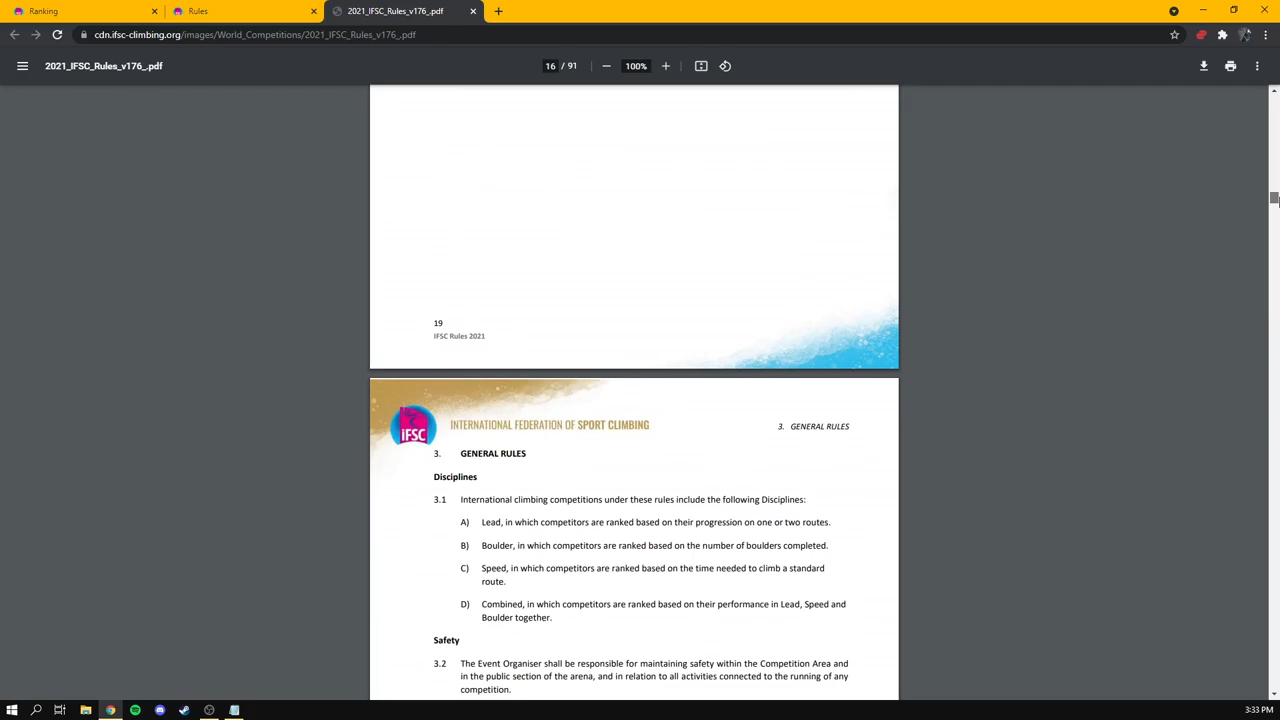 Ranking
Rules
2021_IFSC_Rules_v176_.pdf
cdn.ifsc-climbing.org/images/World_Competitions/2021_IFSC_Rules_v176_.pdf
2021_IFSC_Rules_v176_.pdf
16 / 91
100%
19
IFSC Rules 2021
iFSC
INTERNATIONAL FEDERATION OF SPORT CLIMBING
3. GENERAL RULES
3. GENERAL RULES
Disciplines
3.1 International climbing competitions under these rules include the following Disciplines:
A) Lead, in which competitors are ranked based on their progression on one or two routes.
B) Boulder, in which competitors are ranked based on the number of boulders completed.
C) Speed, in which competitors are ranked based on the time needed to climb a standard
route.
D) Combined, in which competitors are ranked based on their performance in Lead, Speed and
Boulder together.
Safety
3.2 The Event Organiser shall be responsible for maintaining safety within the Competition Area and
in the public section of the arena, and in relation to all activities connected to the running of any
competition.
3:33 PM